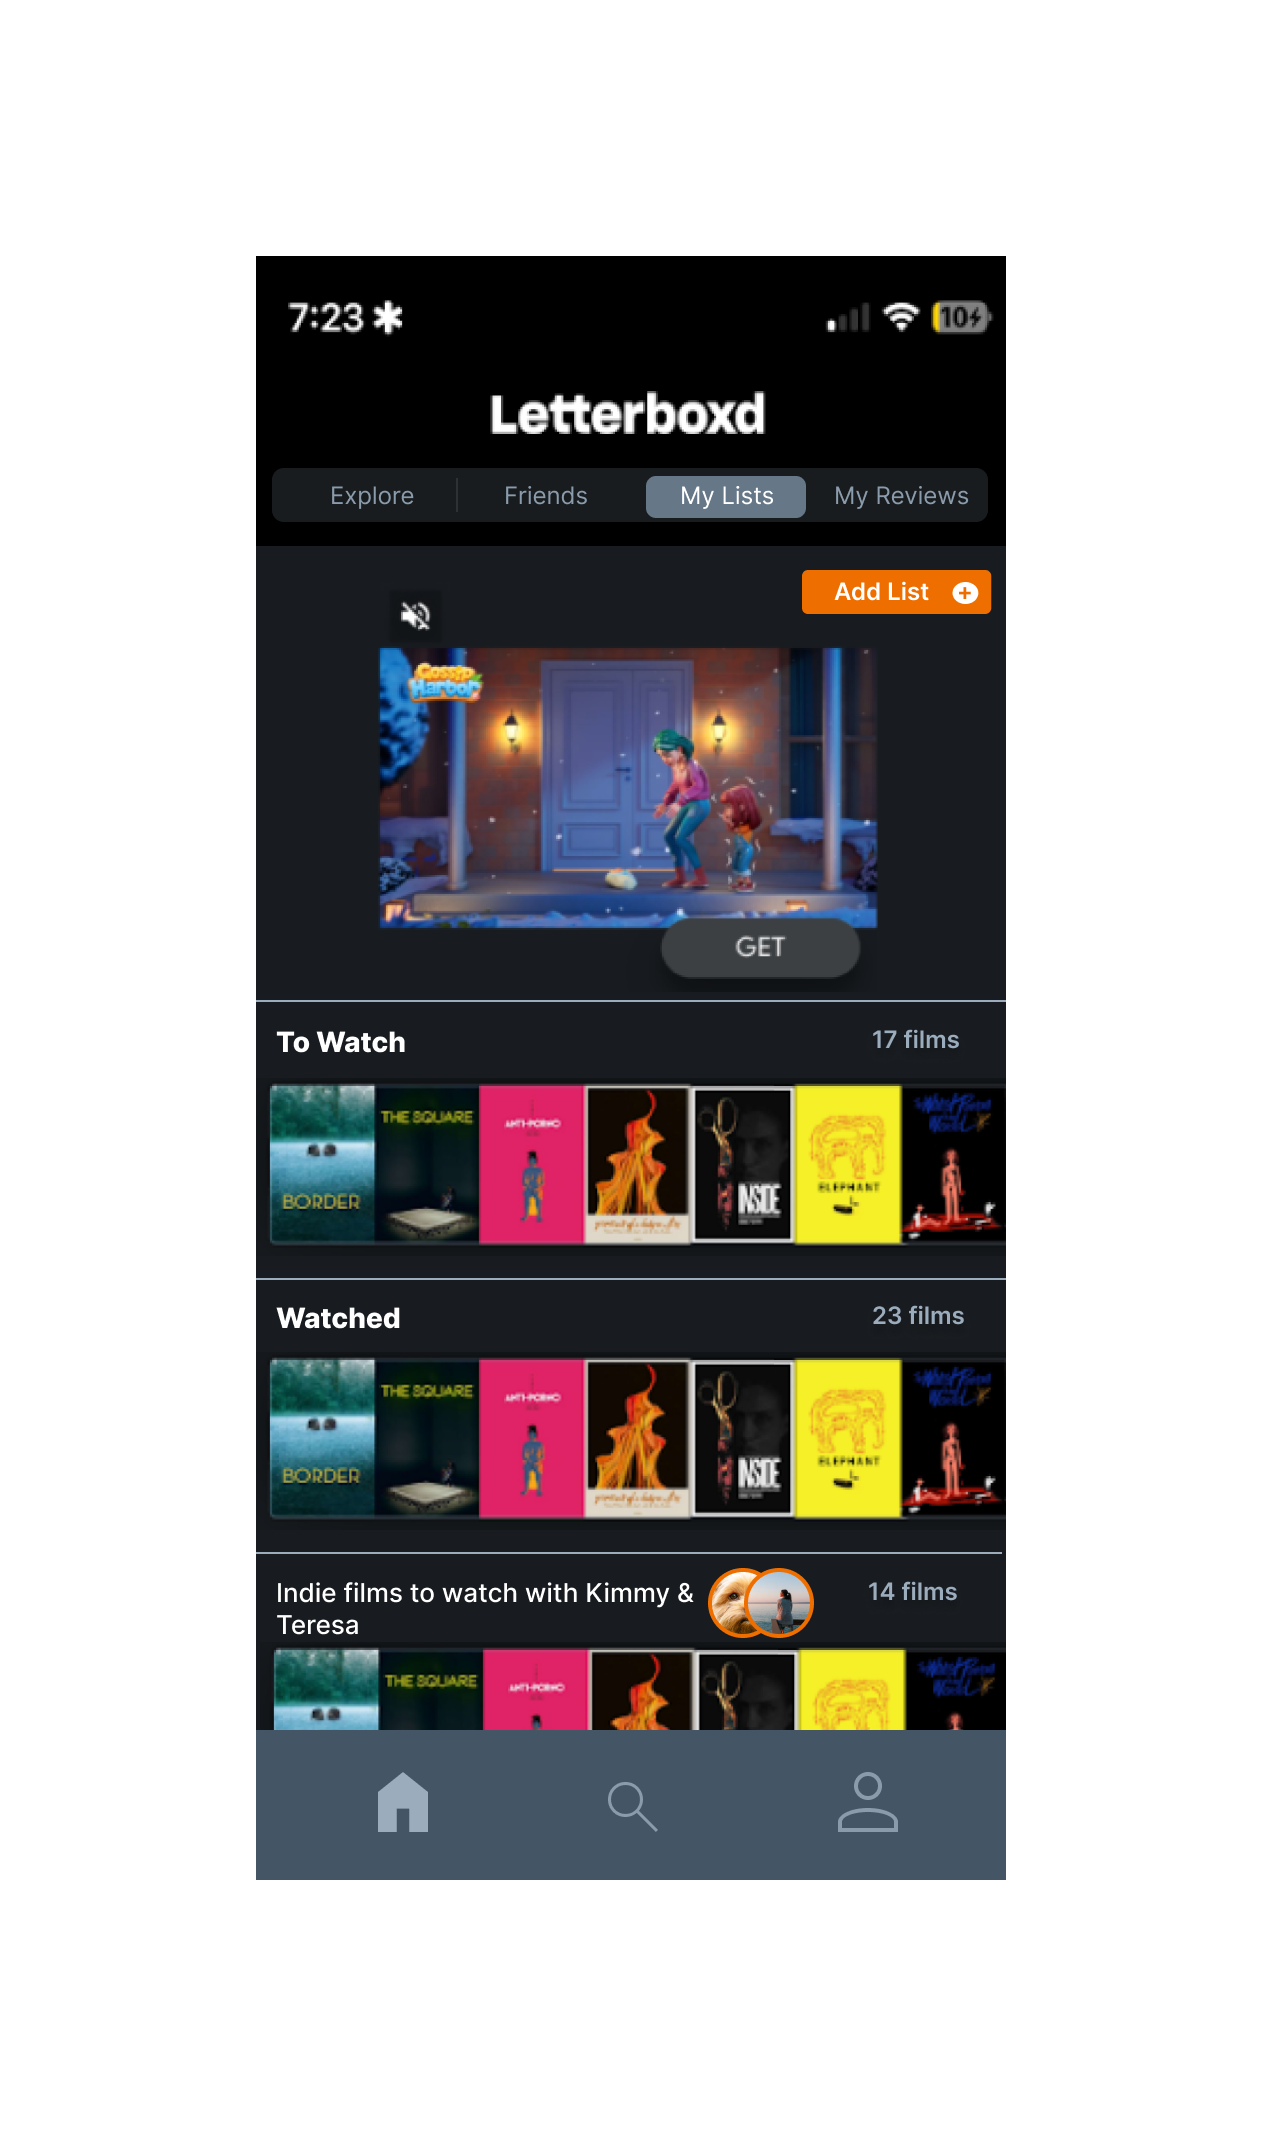 7:23
10
Letterboxd
Explore
Friends
My Lists
My Reviews
Add List
Gossip
Harbor
GET
To Watch
17 films
BORDER
THE SQUARE
ANTI-PORNO
INSIDE
ELEPHANT
Watched
23 films
BORDER
THE SQUARE
ANTI-PORNO
INSIDE
ELEPHANT
Indie films to watch with Kimmy &
Teresa
14 films
THE SQUARE
ANTI-PORNO